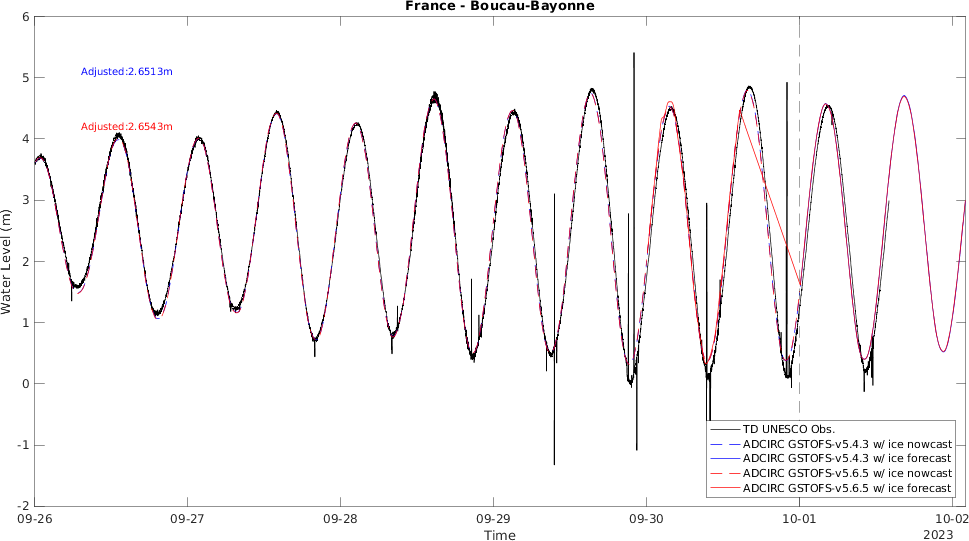 France - Boucau-Bayonne
6
5
4
3
2
1
0
-1
-2
Water Level (m)
Adjusted:2.6513m
Adjusted:2.6543m
TD UNESCO Obs.
ADCIRC GSTOFS-v5.4.3 w/ ice nowcast
ADCIRC GSTOFS-v5.4.3 w/ ice forecast
ADCIRC GSTOFS-v5.6.5 w/ ice nowcast
ADCIRC GSTOFS-v5.6.5 w/ ice forecast
09-26 09-27 09-28 09-29 09-30 10-01 10-02
Time
2023